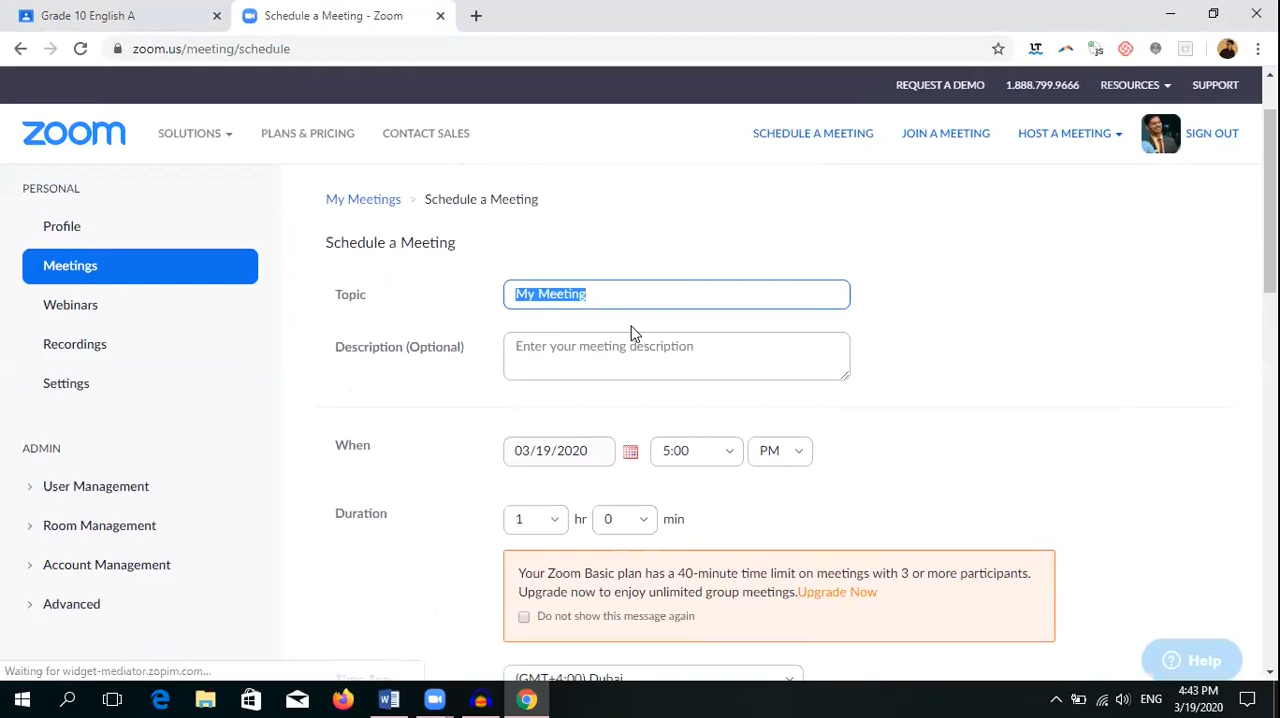 Grade 10 English A
Schedule a Meeting - Zoom
zoom.us/meeting/schedule
REQUEST A DEMO 1.888.799.9666 RESOURCES SUPPORT
zoom SOLUTIONS PLANS & PRICING CONTACT SALES SCHEDULE A MEETING JOIN A MEETING HOST A MEETING SIGN OUT
PERSONAL
Profile
Meetings
Webinars
Recordings
Settings
ADMIN
User Management
Room Management
Account Management
Advanced
My Meetings > Schedule a Meeting
Schedule a Meeting
Topic My Meeting
Description (Optional) Enter your meeting description
When 03/19/2020 5:00 PM
Duration 1 hr 0 min
Your Zoom Basic plan has a 40-minute time limit on meetings with 3 or more participants.
Upgrade now to enjoy unlimited group meetings.Upgrade Now
Do not show this message again
(GMT+4:00) Dubai
Help
Waiting for widget-mediator.zopim.com...
ENG
4:43 PM
3/19/2020